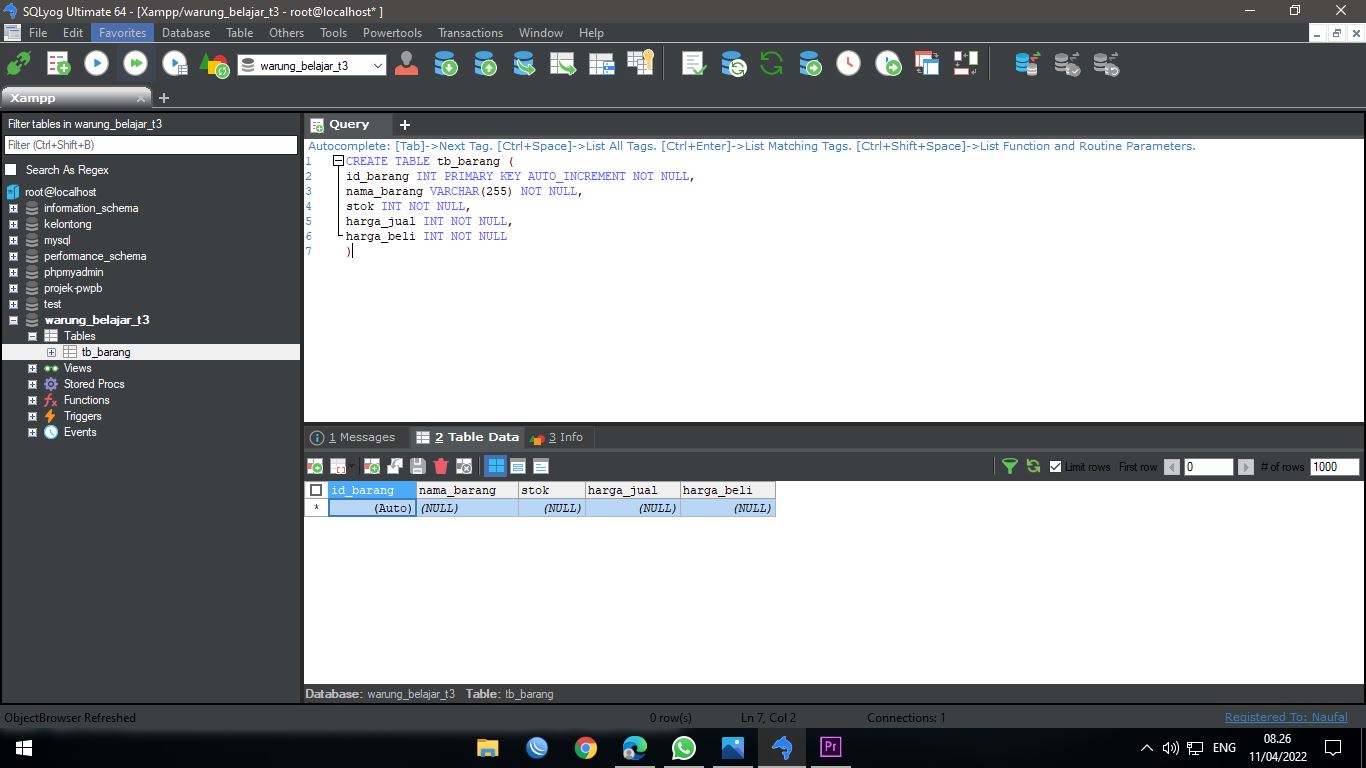 SQLyog Ultimate 64 - [Xampp/warung_belajar_t3 - root@localhost* ]
File Edit Favorites Database Table Others Tools Powertools Transactions Window Help
warung_belajar_t3
Xampp
Filter tables in warung_belajar_t3
Filter (Ctrl+Shift+B)
Search As Regex
root@localhost
information_schema
kelontong
mysql
performance_schema
phpmyadmin
projek-pwpb
test
warung_belajar_t3
Tables
tb_barang
Views
Stored Procs
Functions
Triggers
Events
Query
Autocomplete: [Tab]->Next Tag. [Ctrl+Space]->List All Tags. [Ctrl+Enter]->List Matching Tags. [Ctrl+Shift+Space]->List Function and Routine Parameters.
1 CREATE TABLE tb_barang (
2 id_barang INT PRIMARY KEY AUTO_INCREMENT NOT NULL,
3 nama_barang VARCHAR(255) NOT NULL,
4 stok INT NOT NULL,
5 harga_jual INT NOT NULL,
6 harga_beli INT NOT NULL
7 )
1 Messages 2 Table Data 3 Info
Limit rows First row 0 # of rows 1000
id_barang nama_barang stok harga_jual harga_beli
* (Auto) (NULL) (NULL) (NULL) (NULL)
Database: warung_belajar_t3 Table: tb_barang
ObjectBrowser Refreshed 0 row(s) Ln 7, Col 2 Connections: 1 Registered To: Naufal
Pr
ENG
08.26
11/04/2022